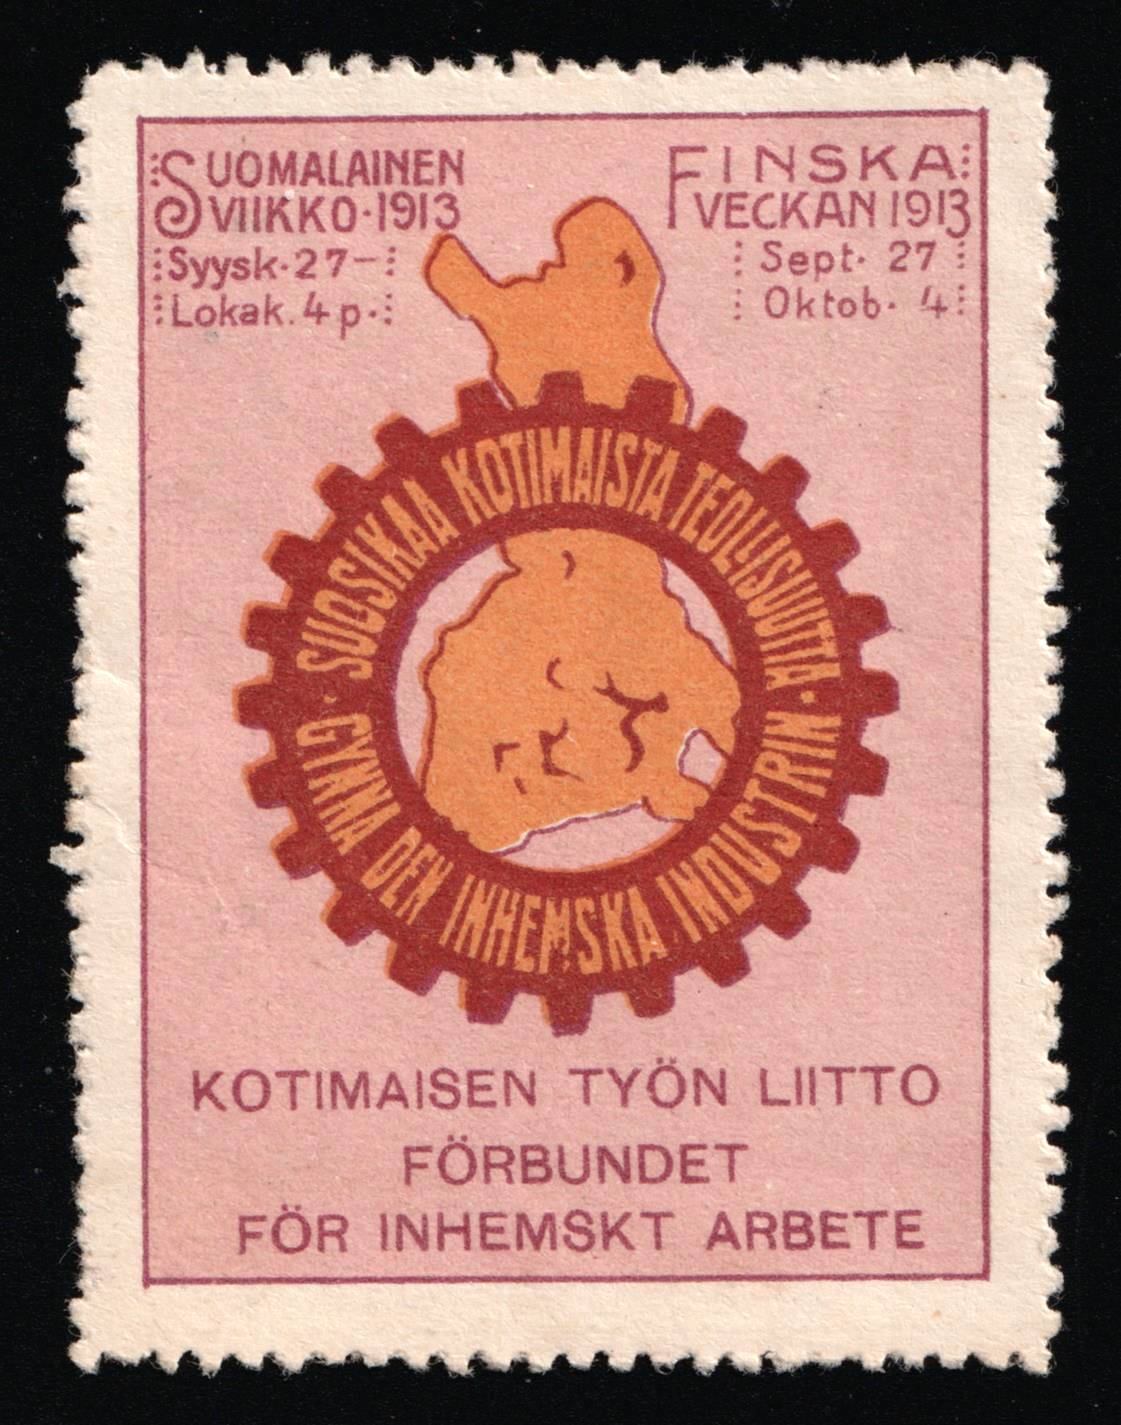 SUOMALAINEN
VIIKKO·1913
Syysk·27–
Lokak. 4 p.
FINSKA
VECKAN 1913
Sept· 27
Oktob· 4
SUOSIKAA KOTIMAISTA TEOLLISUUTTA ·
GYNNA DEN INHEMSKA INDUSTRIN ·
KOTIMAISEN TYÖN LIITTO
FÖRBUNDET
FÖR INHEMSKT ARBETE